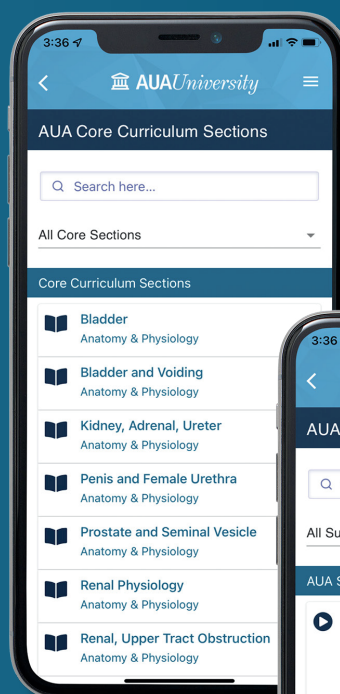 3:36
AUAUniversity
AUA Core Curriculum Sections
Search here...
All Core Sections
Core Curriculum Sections
Bladder
Anatomy & Physiology
Bladder and Voiding
Anatomy & Physiology
Kidney, Adrenal, Ureter
Anatomy & Physiology
Penis and Female Urethra
Anatomy & Physiology
Prostate and Seminal Vesicle
Anatomy & Physiology
Renal Physiology
Anatomy & Physiology
Renal, Upper Tract Obstruction
Anatomy & Physiology
3:36
AUA
All Su
AUA S